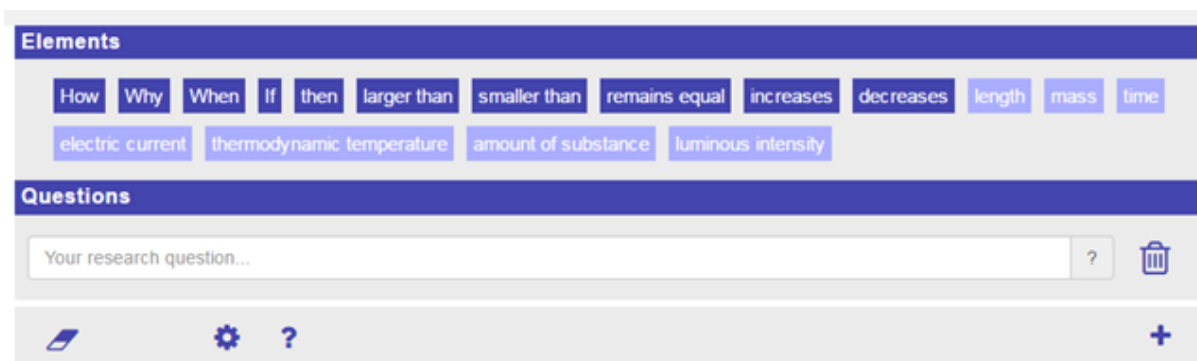 Elements
How Why When If then larger than smaller than remains equal increases decreases length mass time
electric current thermodynamic temperature amount of substance luminous intensity
Questions
Your research question... ?
?